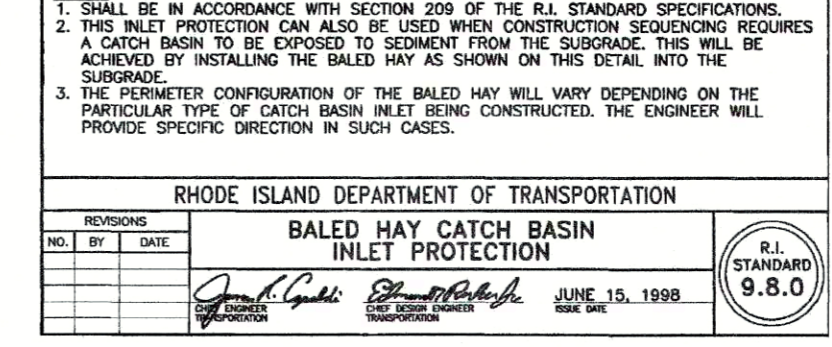 1. SHALL BE IN ACCORDANCE WITH SECTION 209 OF THE R.I. STANDARD SPECIFICATIONS.
2. THIS INLET PROTECTION CAN ALSO BE USED WHEN CONSTRUCTION SEQUENCING REQUIRES
A CATCH BASIN TO BE EXPOSED TO SEDIMENT FROM THE SUBGRADE. THIS WILL BE
ACHIEVED BY INSTALLING THE BALED HAY AS SHOWN ON THIS DETAIL INTO THE
SUBGRADE.
3. THE PERIMETER CONFIGURATION OF THE BALED HAY WILL VARY DEPENDING ON THE
PARTICULAR TYPE OF CATCH BASIN INLET BEING CONSTRUCTED. THE ENGINEER WILL
PROVIDE SPECIFIC DIRECTION IN SUCH CASES.
RHODE ISLAND DEPARTMENT OF TRANSPORTATION
REVISIONS
NO. BY DATE
BALED HAY CATCH BASIN
INLET PROTECTION
James R. Capaldi
CHIEF ENGINEER
TRANSPORTATION
Edmund T. Parker Jr.
CHIEF DESIGN ENGINEER
TRANSPORTATION
JUNE 15, 1998
ISSUE DATE
R.I.
STANDARD
9.8.0